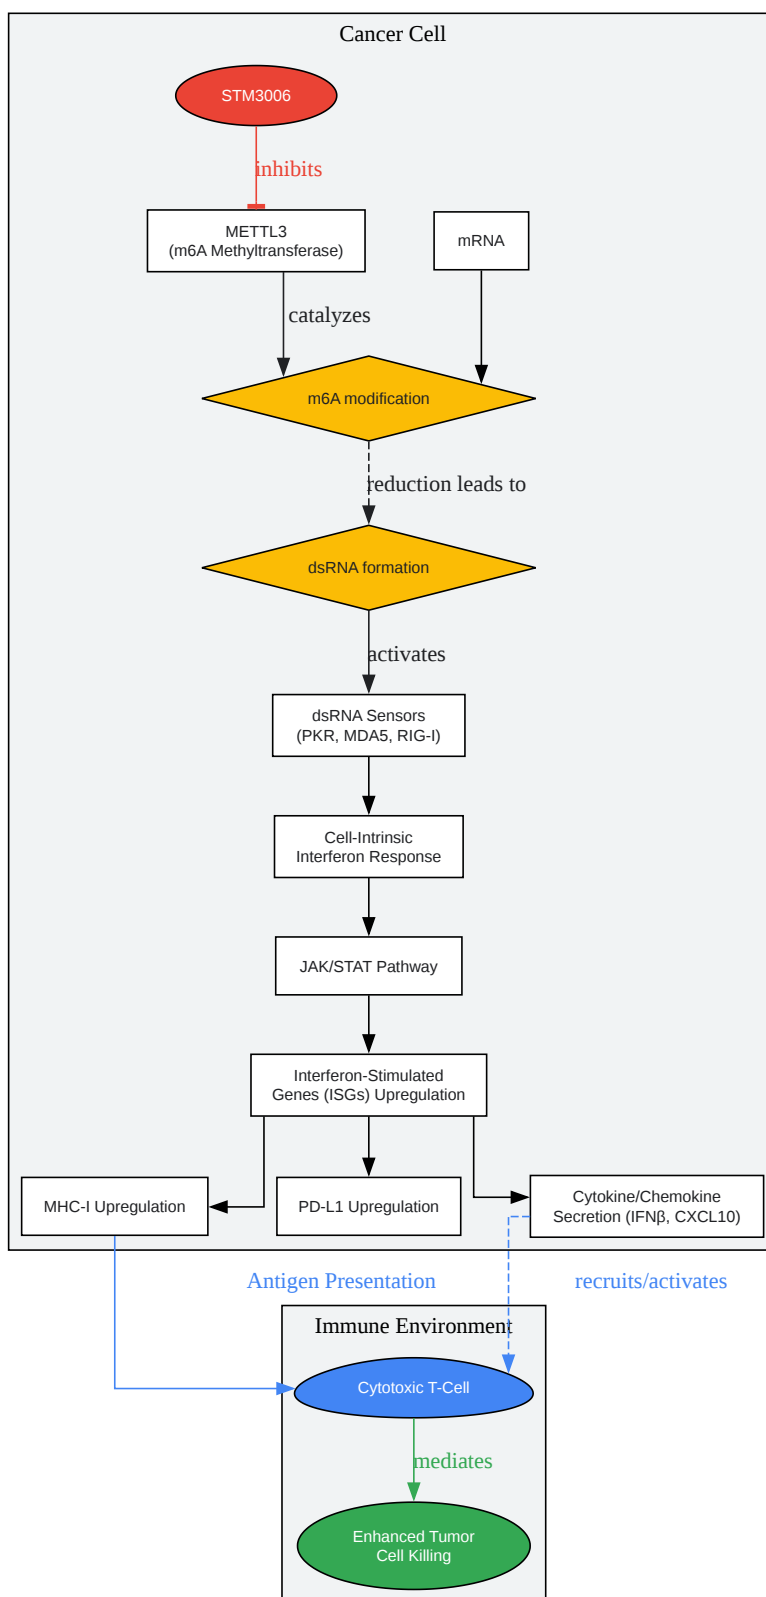 Cancer Cell
STM3006
inhibits
METTL3
(m6A Methyltransferase)
mRNA
catalyzes
m6A modification
reduction leads to
dsRNA formation
activates
dsRNA Sensors
(PKR, MDA5, RIG-I)
Cell-Intrinsic
Interferon Response
JAK/STAT Pathway
Interferon-Stimulated
Genes (ISGs) Upregulation
MHC-I Upregulation
PD-L1 Upregulation
Cytokine/Chemokine
Secretion (IFNβ, CXCL10)
Antigen Presentation
recruits/activates
Immune Environment
Cytotoxic T-Cell
mediates
Enhanced Tumor
Cell Killing